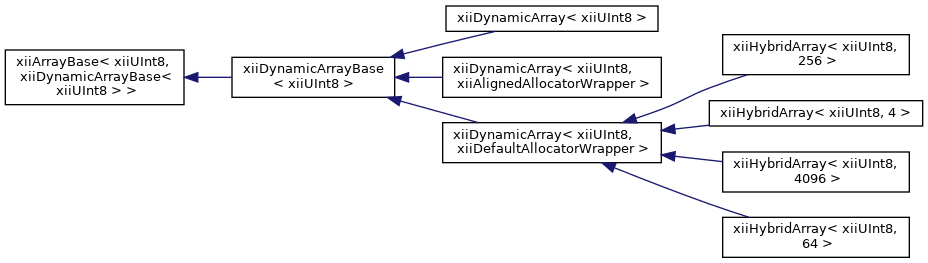 xiiArrayBase< xiiUInt8,
xiiDynamicArrayBase<
xiiUInt8 > >
xiiDynamicArrayBase
< xiiUInt8 >
xiiDynamicArray< xiiUInt8 >
xiiDynamicArray< xiiUInt8,
xiiAlignedAllocatorWrapper >
xiiDynamicArray< xiiUInt8,
xiiDefaultAllocatorWrapper >
xiiHybridArray< xiiUInt8,
256 >
xiiHybridArray< xiiUInt8, 4 >
xiiHybridArray< xiiUInt8,
4096 >
xiiHybridArray< xiiUInt8,
64 >